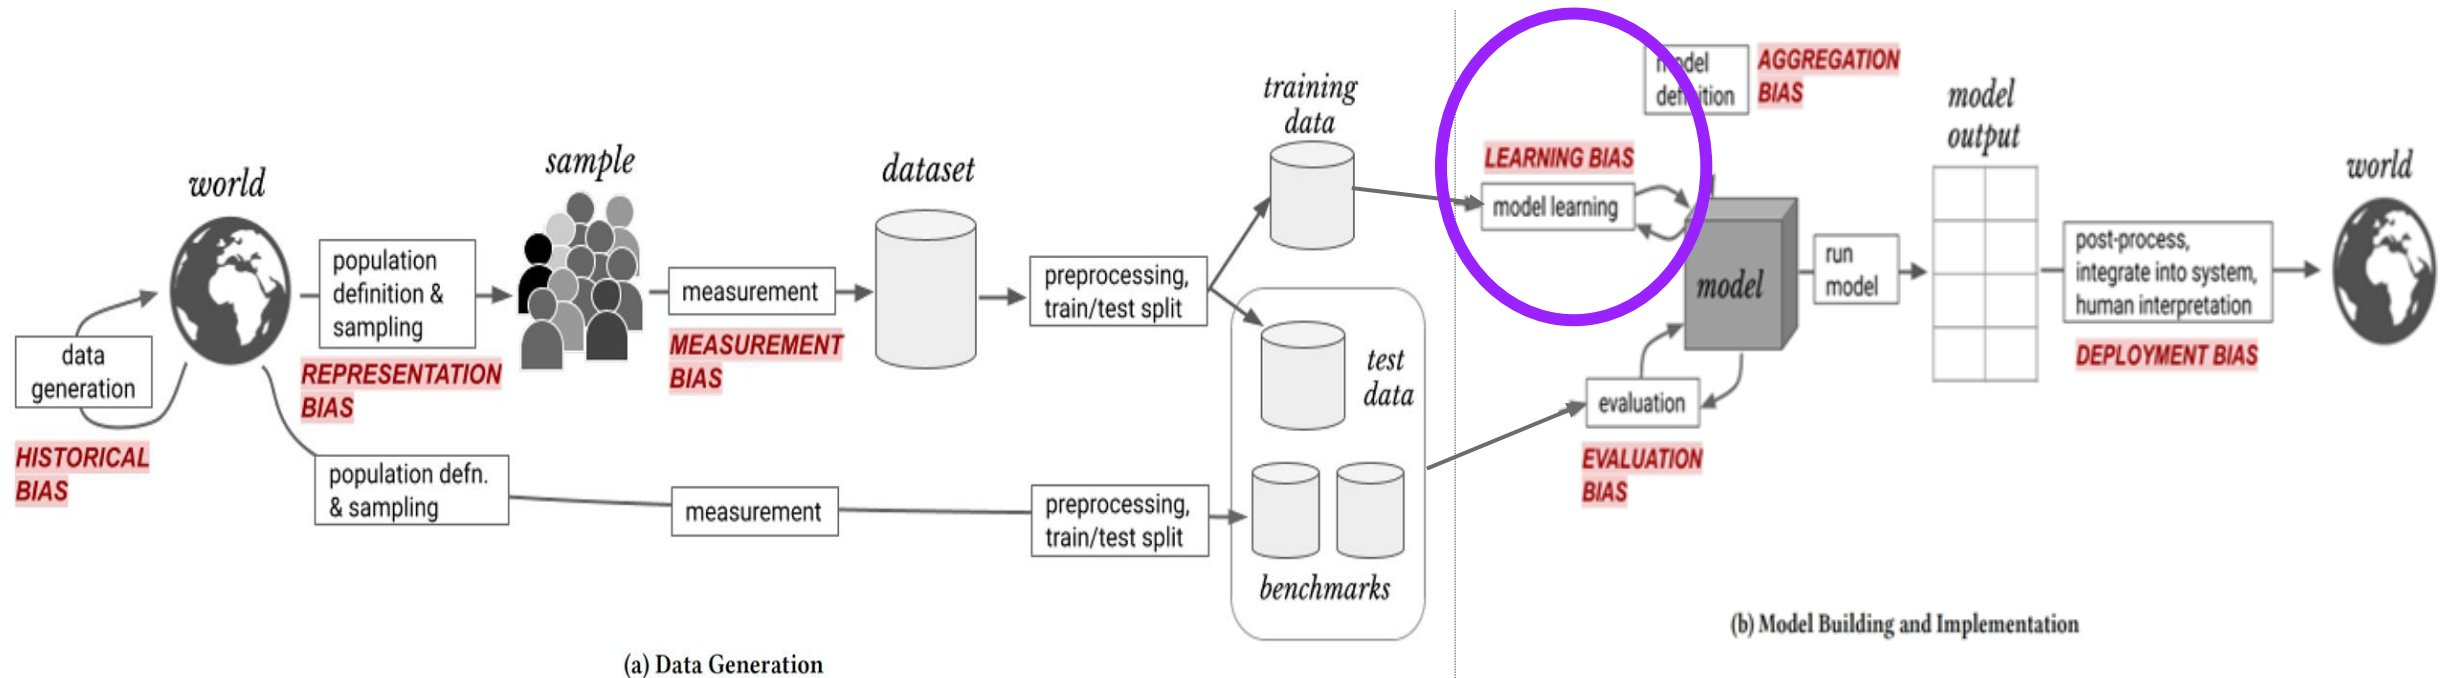 world
data
generation
HISTORICAL
BIAS
population
definition &
sampling
REPRESENTATION
BIAS
population defn.
& sampling
sample
measurement
MEASUREMENT
BIAS
measurement
dataset
preprocessing,
train/test split
preprocessing,
train/test split
training
data
test
data
benchmarks
(a) Data Generation
LEARNING BIAS
model learning
model
definition
AGGREGATION
BIAS
model
evaluation
EVALUATION
BIAS
run
model
model
output
post-process,
integrate into system,
human interpretation
DEPLOYMENT BIAS
world
(b) Model Building and Implementation